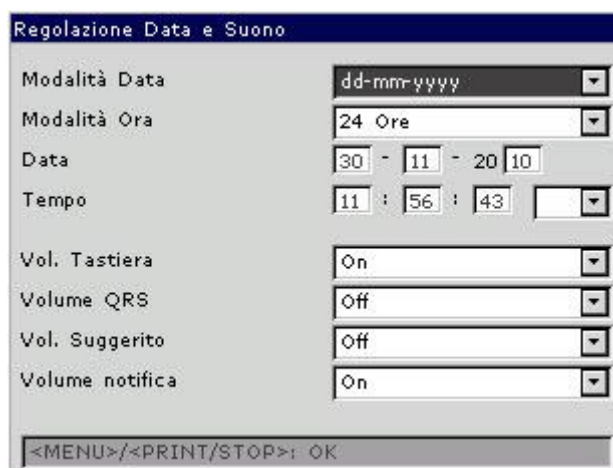 Regolazione Data e Suono
Modalità Data dd-mm-yyyy
Modalità Ora 24 Ore
Data 30 - 11 - 20 10
Tempo 11 : 56 : 43
Vol. Tastiera On
Volume QRS Off
Vol. Suggerito Off
Volume notifica On
<MENU>/<PRINT/STOP>: OK